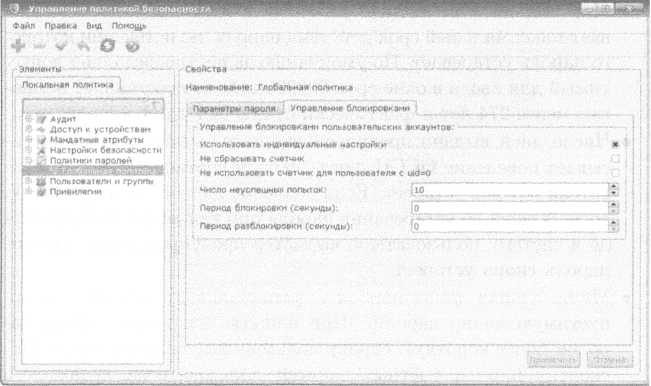 Управление политикой безопасности
Файл Правка Вид Помощь
Элементы
Локальная политика
Аудит
Доступ к устройствам
Мандатные атрибуты
Настройки безопасности
Политики паролей
Глобальная политика
Пользователи и группы
Привилегии
Свойства
Наименование: Глобальная политика
Параметры пароля Управление блокировками
Управление блокировками пользовательских аккаунтов:
Использовать индивидуальные настройки
Не сбрасывать счетчик
Не использовать счетчик для пользователя с uid=0
Число неуспешных попыток: 10
Период блокировки (секунды): 0
Период разблокировки (секунды): 0
Применить Отмена